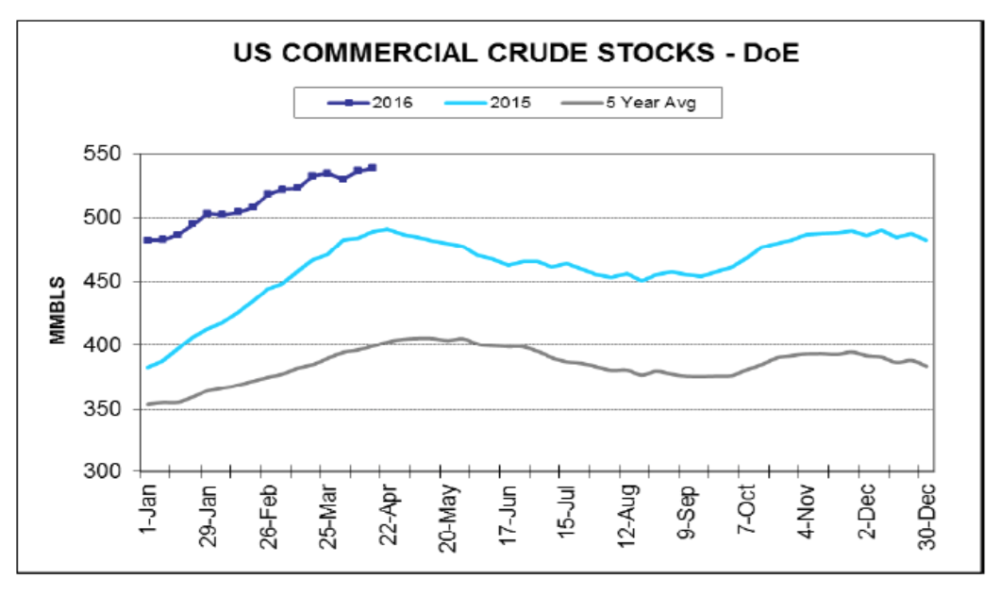 US COMMERCIAL CRUDE STOCKS - DoE
2016 2015 5 Year Avg
550
500
450
400
350
300
MMBLS
1-Jan
29-Jan
26-Feb
25-Mar
22-Apr
20-May
17-Jun
15-Jul
12-Aug
9-Sep
7-Oct
4-Nov
2-Dec
30-Dec